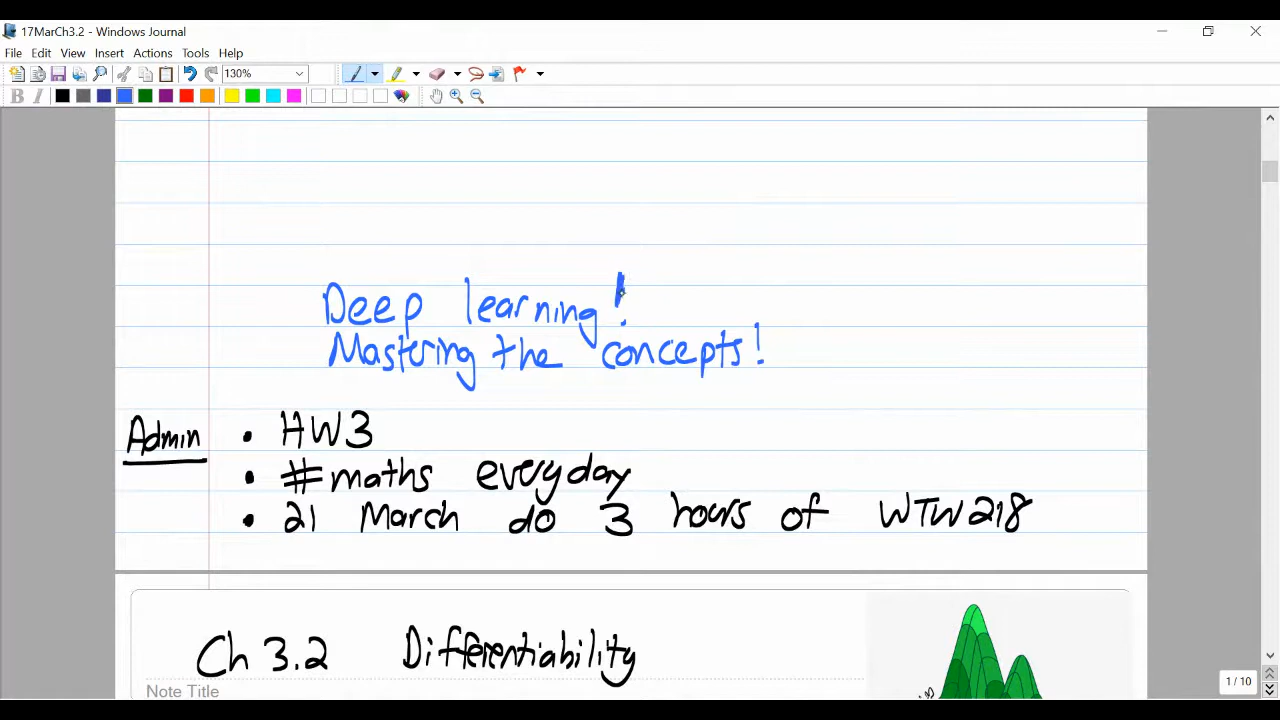 17MarCh3.2 - Windows Journal
File Edit View Insert Actions Tools Help
130%
B I
Deep learning!
Mastering the concepts!
Admin • HW3
• #maths everyday
• 21 March do 3 hours of WTW218
Ch 3.2 Differentiability
Note Title
1 / 10